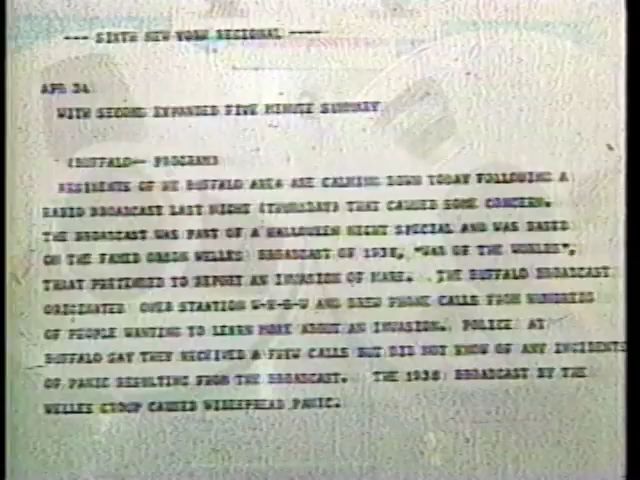 --- SIXTH NEW YORK REGIONAL ----
APR 34
WITH SECOND EXPANDED FIVE MINUTE SUMMARY
(BUFFALO-- PROGRAM)
RESIDENTS OF HE BUFFALO AREA ARE CALMING DOWN TODAY FOLLOWING A
RADIO BROADCAST LAST NIGHT (THURSDAY) THAT CAUSED SOME CONCERN.
THE BROADCAST WAS PART OF A HALLOWEEN NIGHT SPECIAL AND WAS BASED
ON THE FAMED ORSON WELLES BROADCAST OF 1938, "WAR OF THE WORLDS",
THAT PRETENDED TO REPORT AN INVASION OF MARS. THE BUFFALO BROADCAST
ORIGINATED OVER STAATION W-K-B-W AND DREW PHONE CALLS FROM HUNDREDS
OF PEOPLE WANTING TO LEARN MORE ABOUT AN INVASION. POLICE AT
BUFFALO SAY THEY RECEIVED A FREW CALLS BUT DID NOT KNOW OF ANY INCIDENTS
OF PANIC RESULTING FROM THE BROADCAST. THE 1938 BROADCAST BY THE
WELLES GROUP CAUSED WIDESPREAD PANIC.